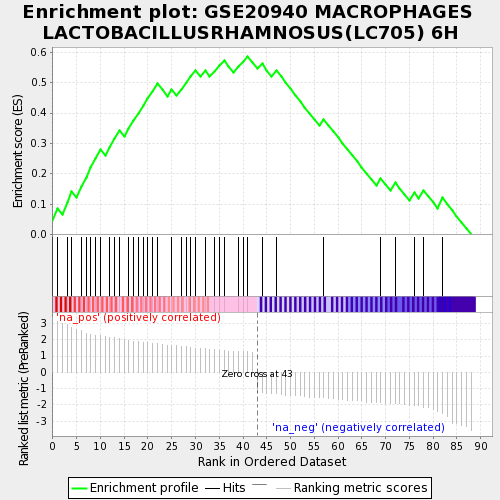 Enrichment plot: GSE20940 MACROPHAGES
LACTOBACILLUSRHAMNOSUS(LC705) 6H
Enrichment score (ES)
0.6
0.5
0.4
0.3
0.2
0.1
0.0
Ranked list metric (PreRanked)
3
2
1
0
-1
-2
-3
'na_pos' (positively correlated)
Zero cross at 43
'na_neg' (negatively correlated)
0 5 10 15 20 25 30 35 40 45 50 55 60 65 70 75 80 85 90
Rank in Ordered Dataset
Enrichment profile Hits Ranking metric scores